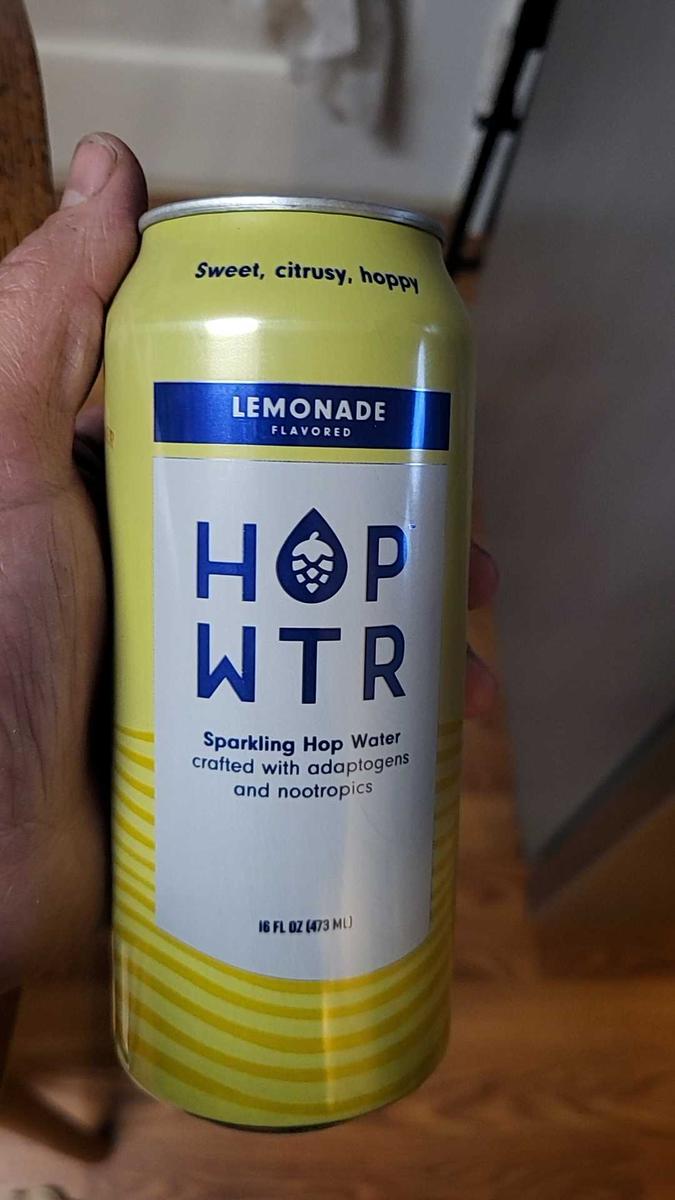 Sweet, citrusy, hoppy
LEMONADE
FLAVORED
HOP
WTR
Sparkling Hop Water
crafted with adaptogens
and nootropics
16 FL OZ (473 ML)